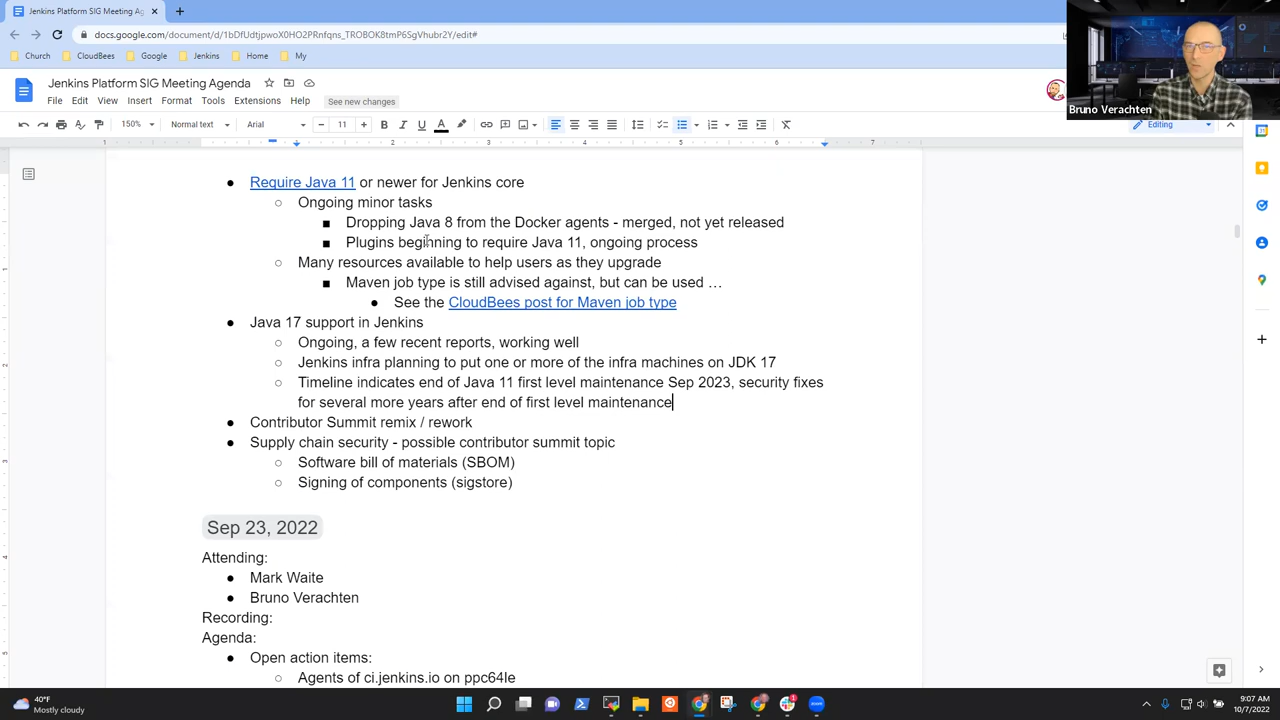 Jenkins Platform SIG Meeting Ag
docs.google.com/document/d/1bDfUdtjpwoX0HO2PRnfqns_TROBOK8tmP6SgVhubr2Y/edit#
Church
CloudBees
Google
Jenkins
Home
My
Bruno Verachten
Jenkins Platform SIG Meeting Agenda
File Edit View Insert Format Tools Extensions Help See new changes
150% Normal text Arial 11 Editing
Require Java 11 or newer for Jenkins core
Ongoing minor tasks
Dropping Java 8 from the Docker agents - merged, not yet released
Plugins beginning to require Java 11, ongoing process
Many resources available to help users as they upgrade
Maven job type is still advised against, but can be used …
See the CloudBees post for Maven job type
Java 17 support in Jenkins
Ongoing, a few recent reports, working well
Jenkins infra planning to put one or more of the infra machines on JDK 17
Timeline indicates end of Java 11 first level maintenance Sep 2023, security fixes
for several more years after end of first level maintenance
Contributor Summit remix / rework
Supply chain security - possible contributor summit topic
Software bill of materials (SBOM)
Signing of components (sigstore)
Sep 23, 2022
Attending:
Mark Waite
Bruno Verachten
Recording:
Agenda:
Open action items:
Agents of ci.jenkins.io on ppc64le
40°F
Mostly cloudy
9:07 AM
10/7/2022